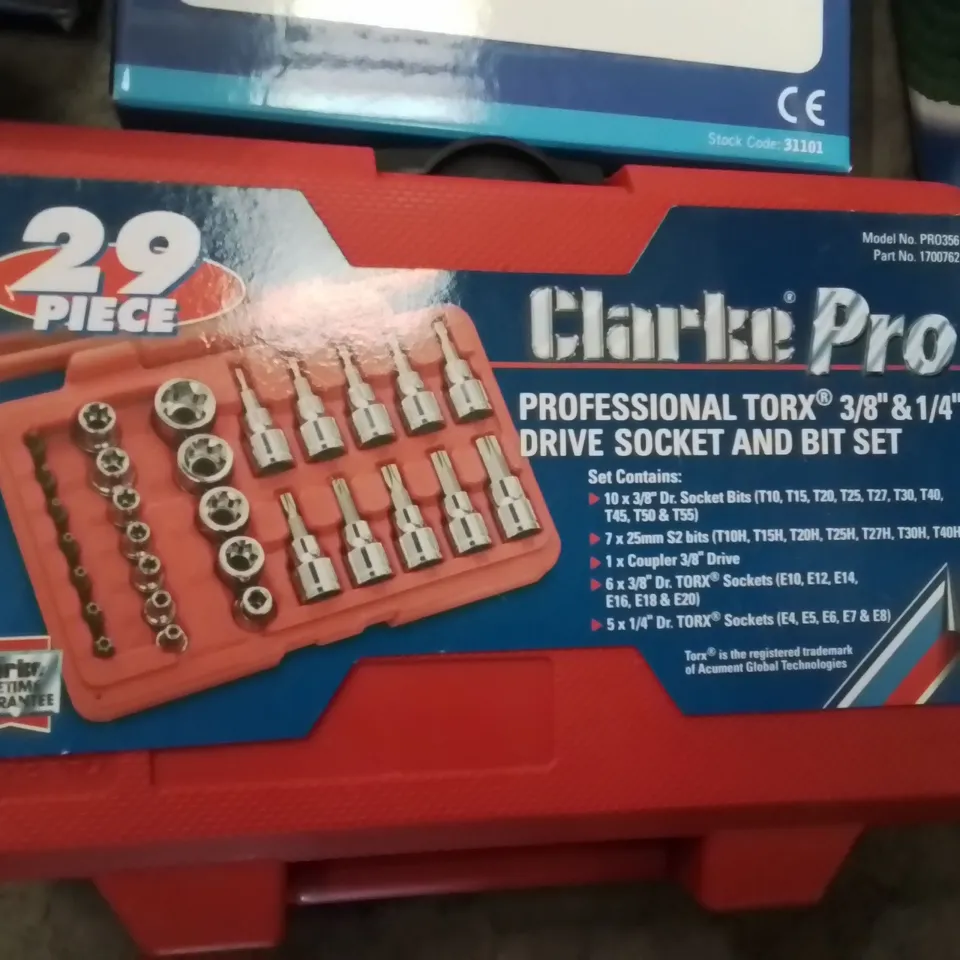 CE
Stock Code: 31101
29
PIECE
Model No. PRO356
Part No. 1700762
Clarke® Pro
PROFESSIONAL TORX® 3/8" & 1/4"
DRIVE SOCKET AND BIT SET
Set Contains:
10 x 3/8" Dr. Socket Bits (T10, T15, T20, T25, T27, T30, T40,
T45, T50 & T55)
7 x 25mm S2 bits (T10H, T15H, T20H, T25H, T27H, T30H, T40H
1 x Coupler 3/8" Drive
6 x 3/8" Dr. TORX® Sockets (E10, E12, E14,
E16, E18 & E20)
5 x 1/4" Dr. TORX® Sockets (E4, E5, E6, E7 & E8)
Torx® is the registered trademark
of Acument Global Technologies